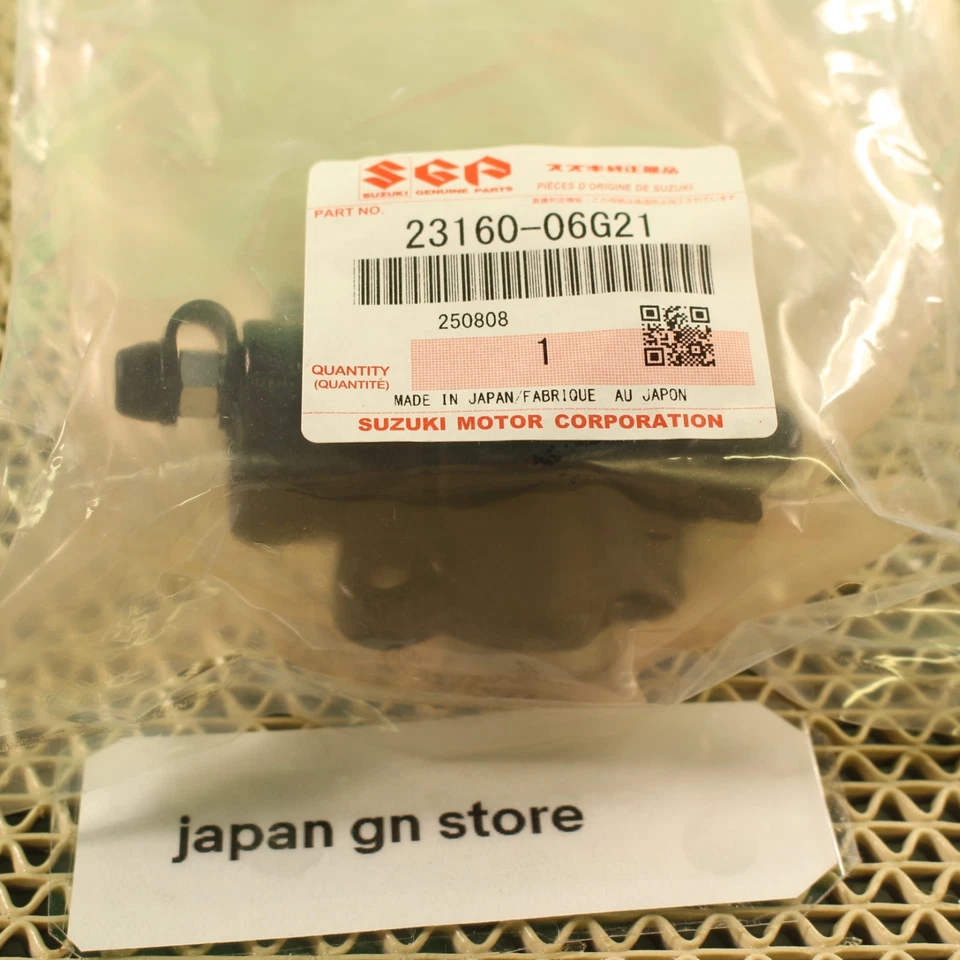 SGP
スズキ純正部品
SUZUKI GENUINE PARTS
PIÈCES D'ORIGINE DE SUZUKI
PART NO.
23160-06G21
250808
QUANTITY
(QUANTITÉ)
1
MADE IN JAPAN/FABRIQUE AU JAPON
SUZUKI MOTOR CORPORATION
japan gn store